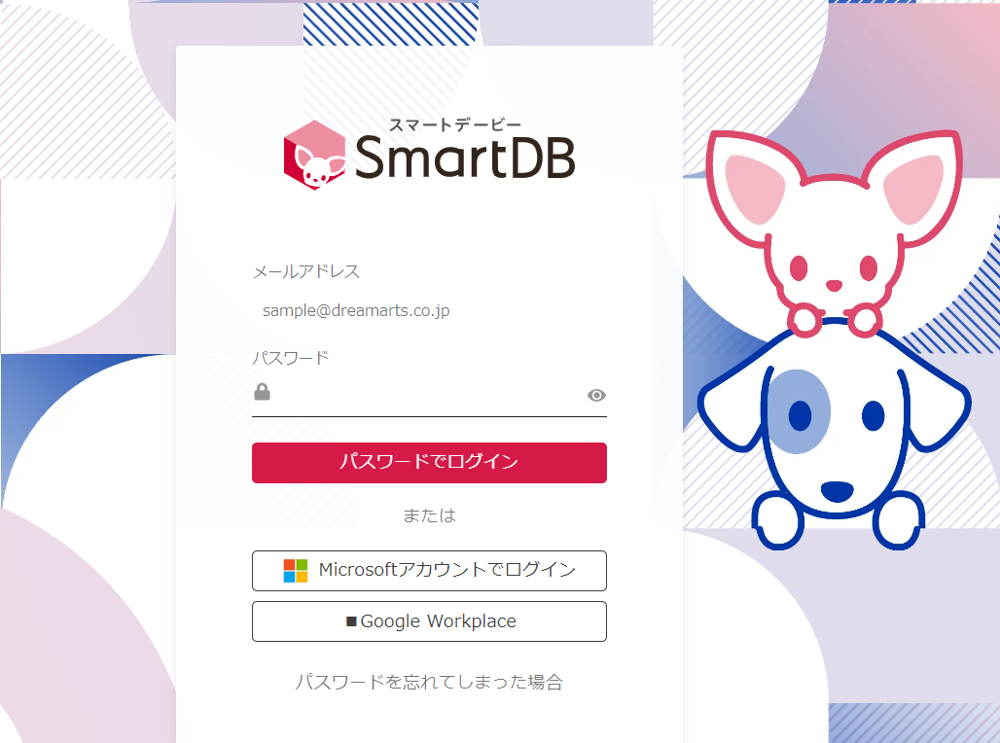 スマートデービー
SmartDB
メールアドレス
sample@dreamarts.co.jp
パスワード
パスワードでログイン
または
Microsoftアカウントでログイン
■Google Workplace
パスワードを忘れてしまった場合